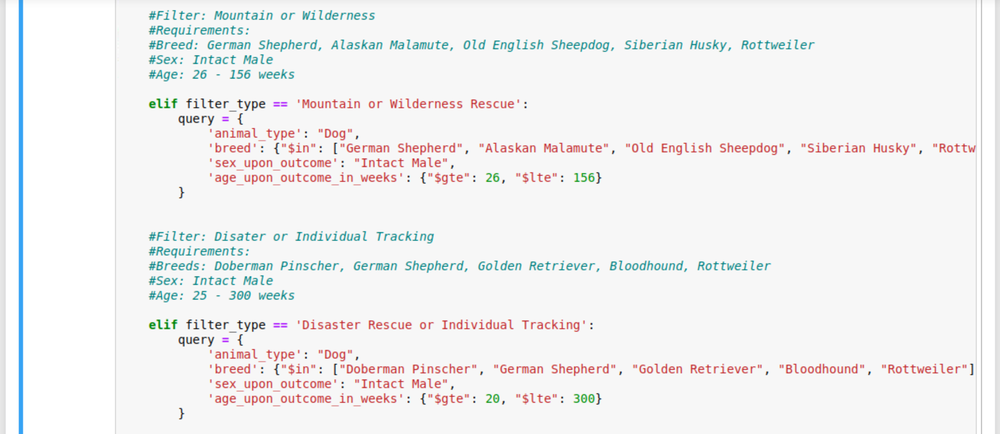 #Filter: Mountain or Wilderness
#Requirements:
#Breed: German Shepherd, Alaskan Malamute, Old English Sheepdog, Siberian Husky, Rottweiler
#Sex: Intact Male
#Age: 26 - 156 weeks
elif filter_type == 'Mountain or Wilderness Rescue':
query = {
'animal_type': "Dog",
'breed': {"$in": ["German Shepherd", "Alaskan Malamute", "Old English Sheepdog", "Siberian Husky", "Rottw
'sex_upon_outcome': "Intact Male",
'age_upon_outcome_in_weeks': {"$gte": 26, "$lte": 156}
}
#Filter: Disater or Individual Tracking
#Requirements:
#Breeds: Doberman Pinscher, German Shepherd, Golden Retriever, Bloodhound, Rottweiler
#Sex: Intact Male
#Age: 25 - 300 weeks
elif filter_type == 'Disaster Rescue or Individual Tracking':
query = {
'animal_type': "Dog",
'breed': {"$in": ["Doberman Pinscher", "German Shepherd", "Golden Retriever", "Bloodhound", "Rottweiler"]
'sex_upon_outcome': "Intact Male",
'age_upon_outcome_in_weeks': {"$gte": 20, "$lte": 300}
}